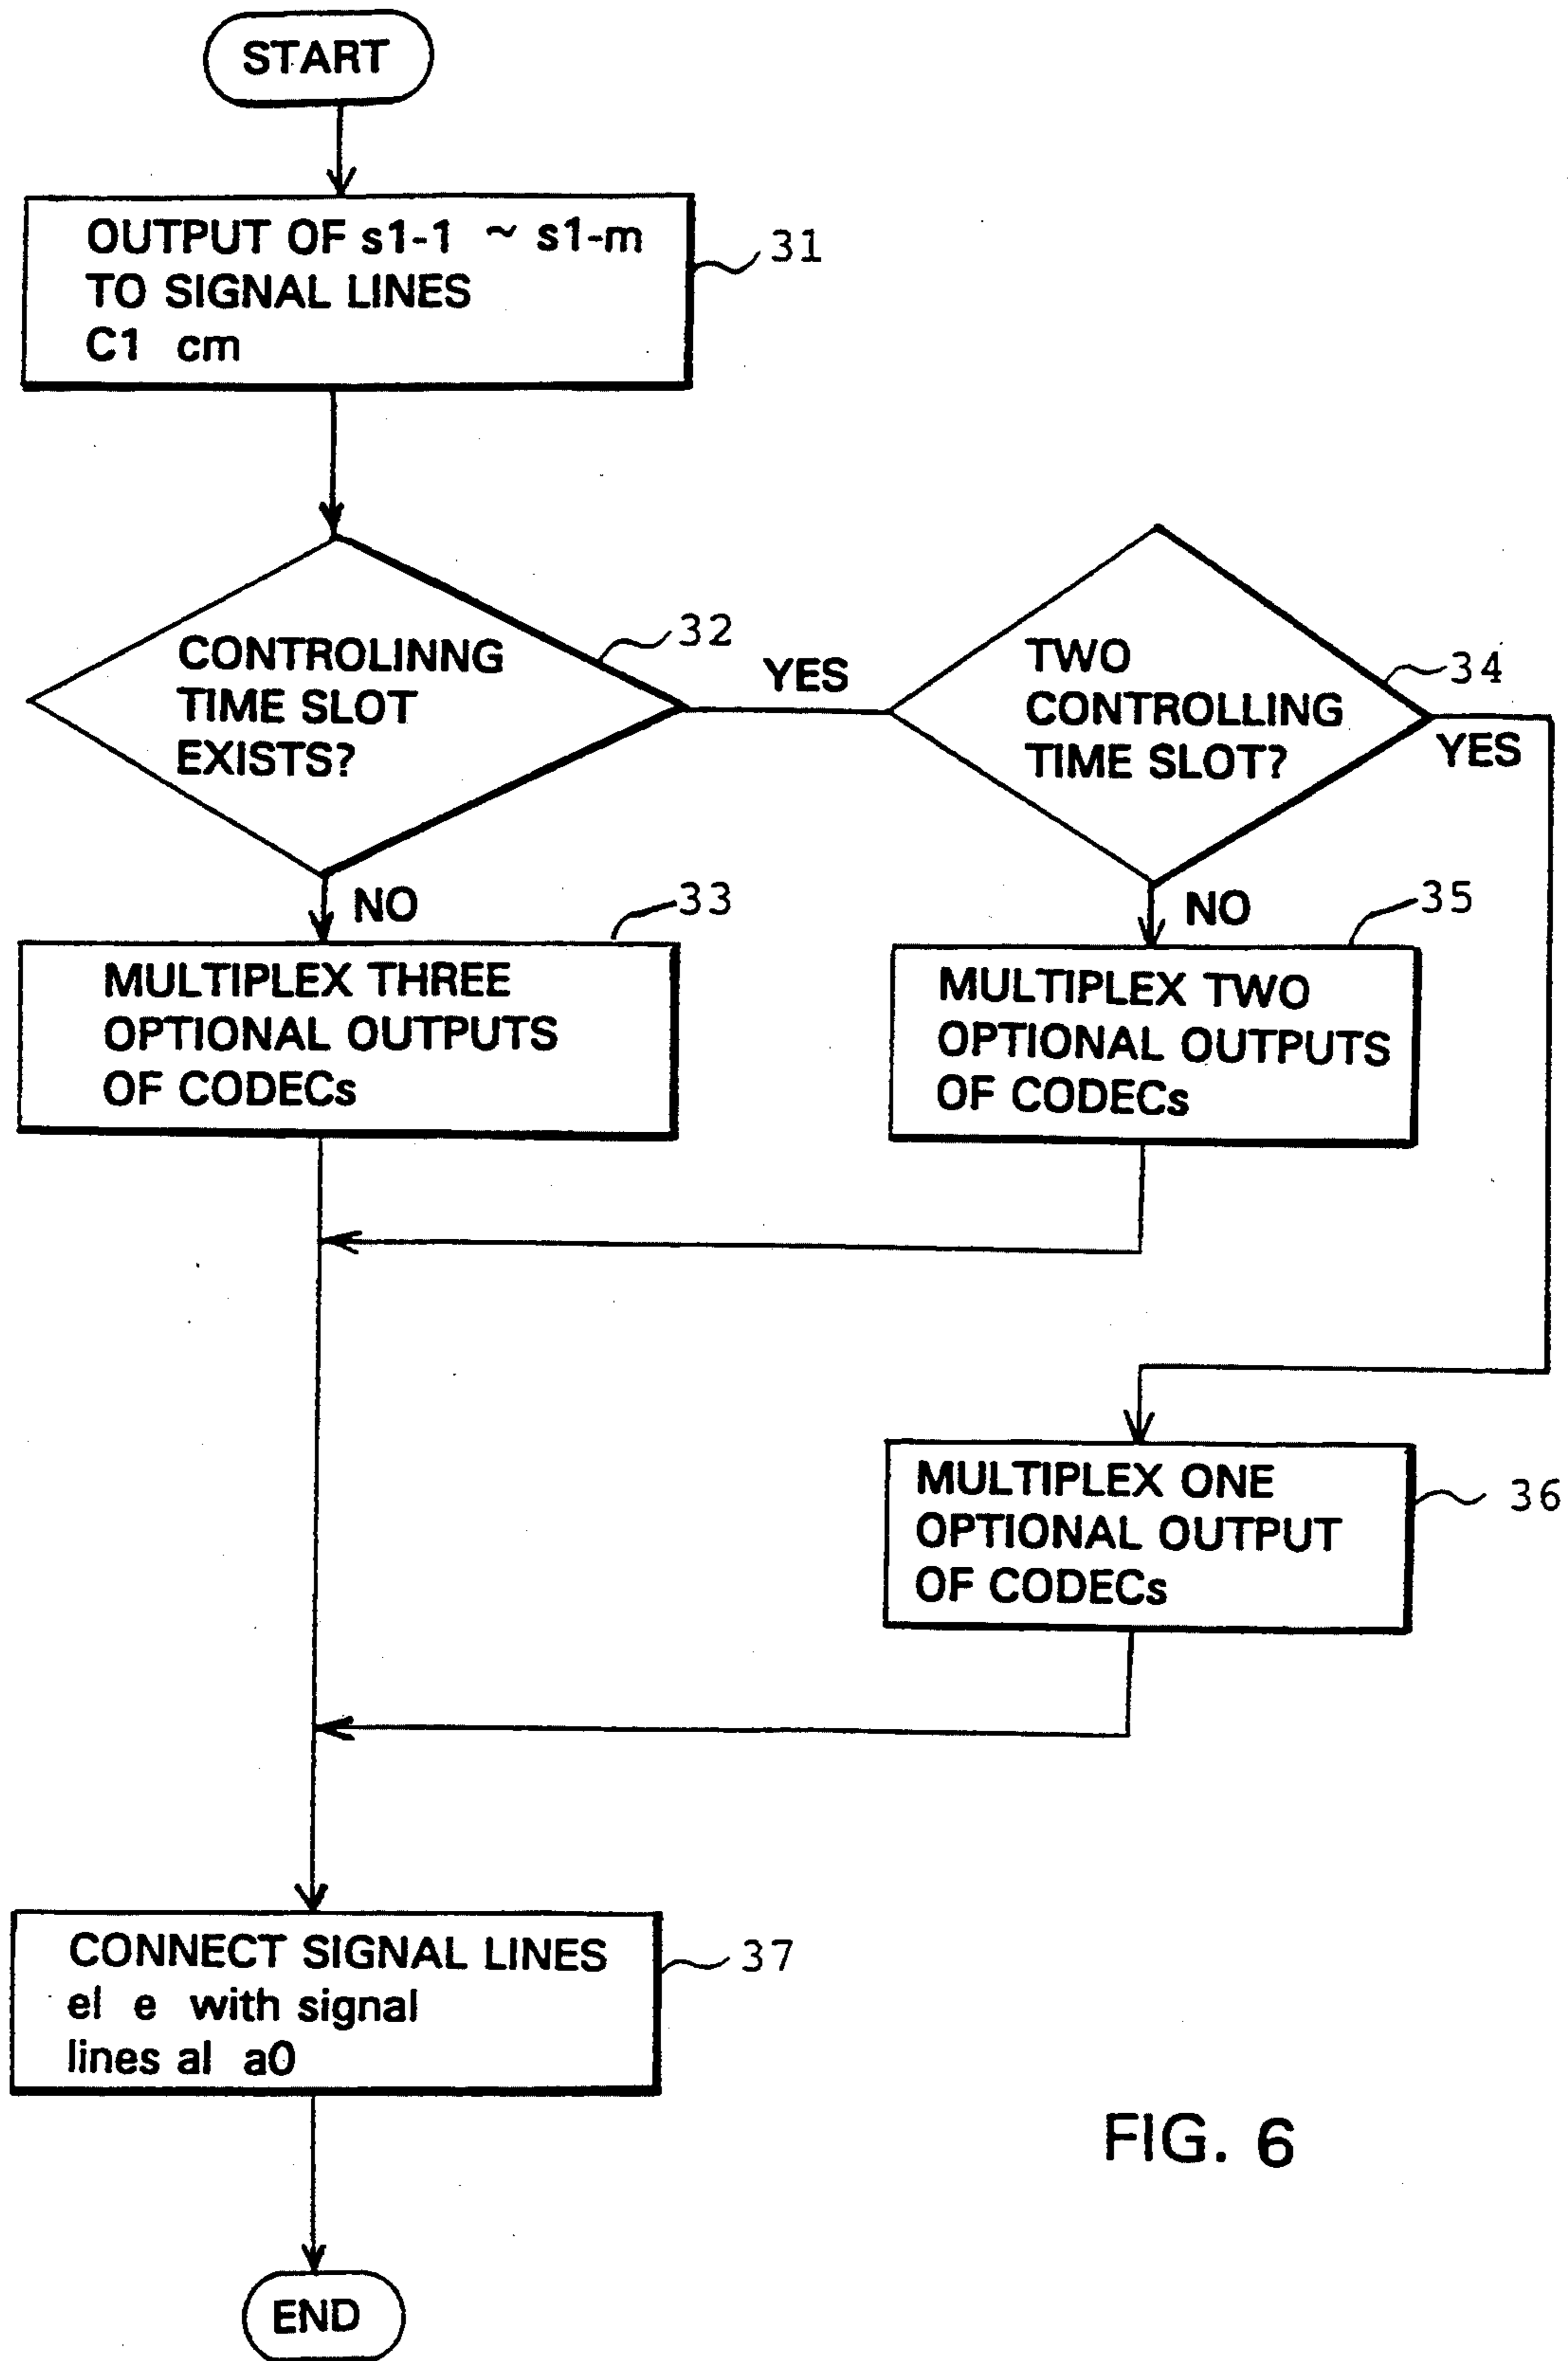 START
OUTPUT OF s1-1 ~ s1-m
TO SIGNAL LINES
C1 cm
31
CONTROLINNG
TIME SLOT
EXISTS?
32
YES
TWO
CONTROLLING
TIME SLOT?
34
YES
NO
33
NO
35
MULTIPLEX THREE
OPTIONAL OUTPUTS
OF CODECs
MULTIPLEX TWO
OPTIONAL OUTPUTS
OF CODECs
MULTIPLEX ONE
OPTIONAL OUTPUT
OF CODECs
36
CONNECT SIGNAL LINES
el e with signal
lines al a0
37
END
FIG. 6